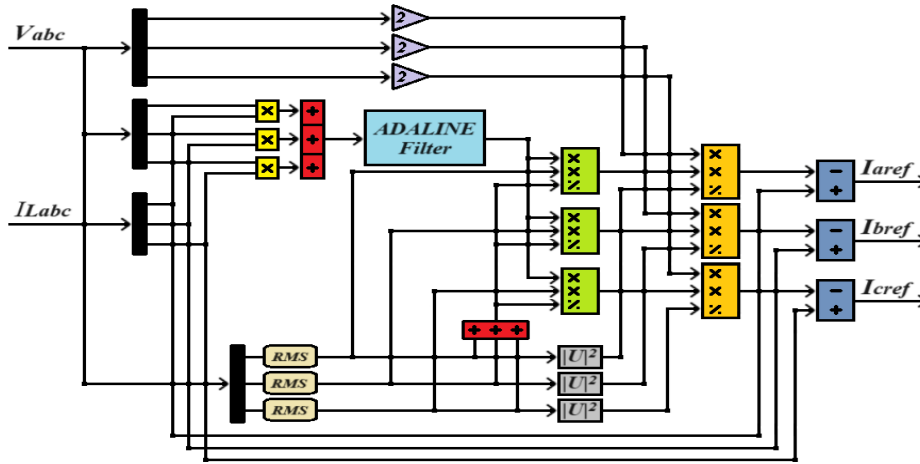 Vabc
ILabc
2
2
2
×
×
×
+
+
+
ADALINE
Filter
×
×
٪
×
×
٪
×
×
٪
×
×
٪
×
×
٪
×
×
٪
−
+
−
+
−
+
Iaref
Ibref
Icref
+ + +
RMS
RMS
RMS
|U|²
|U|²
|U|²